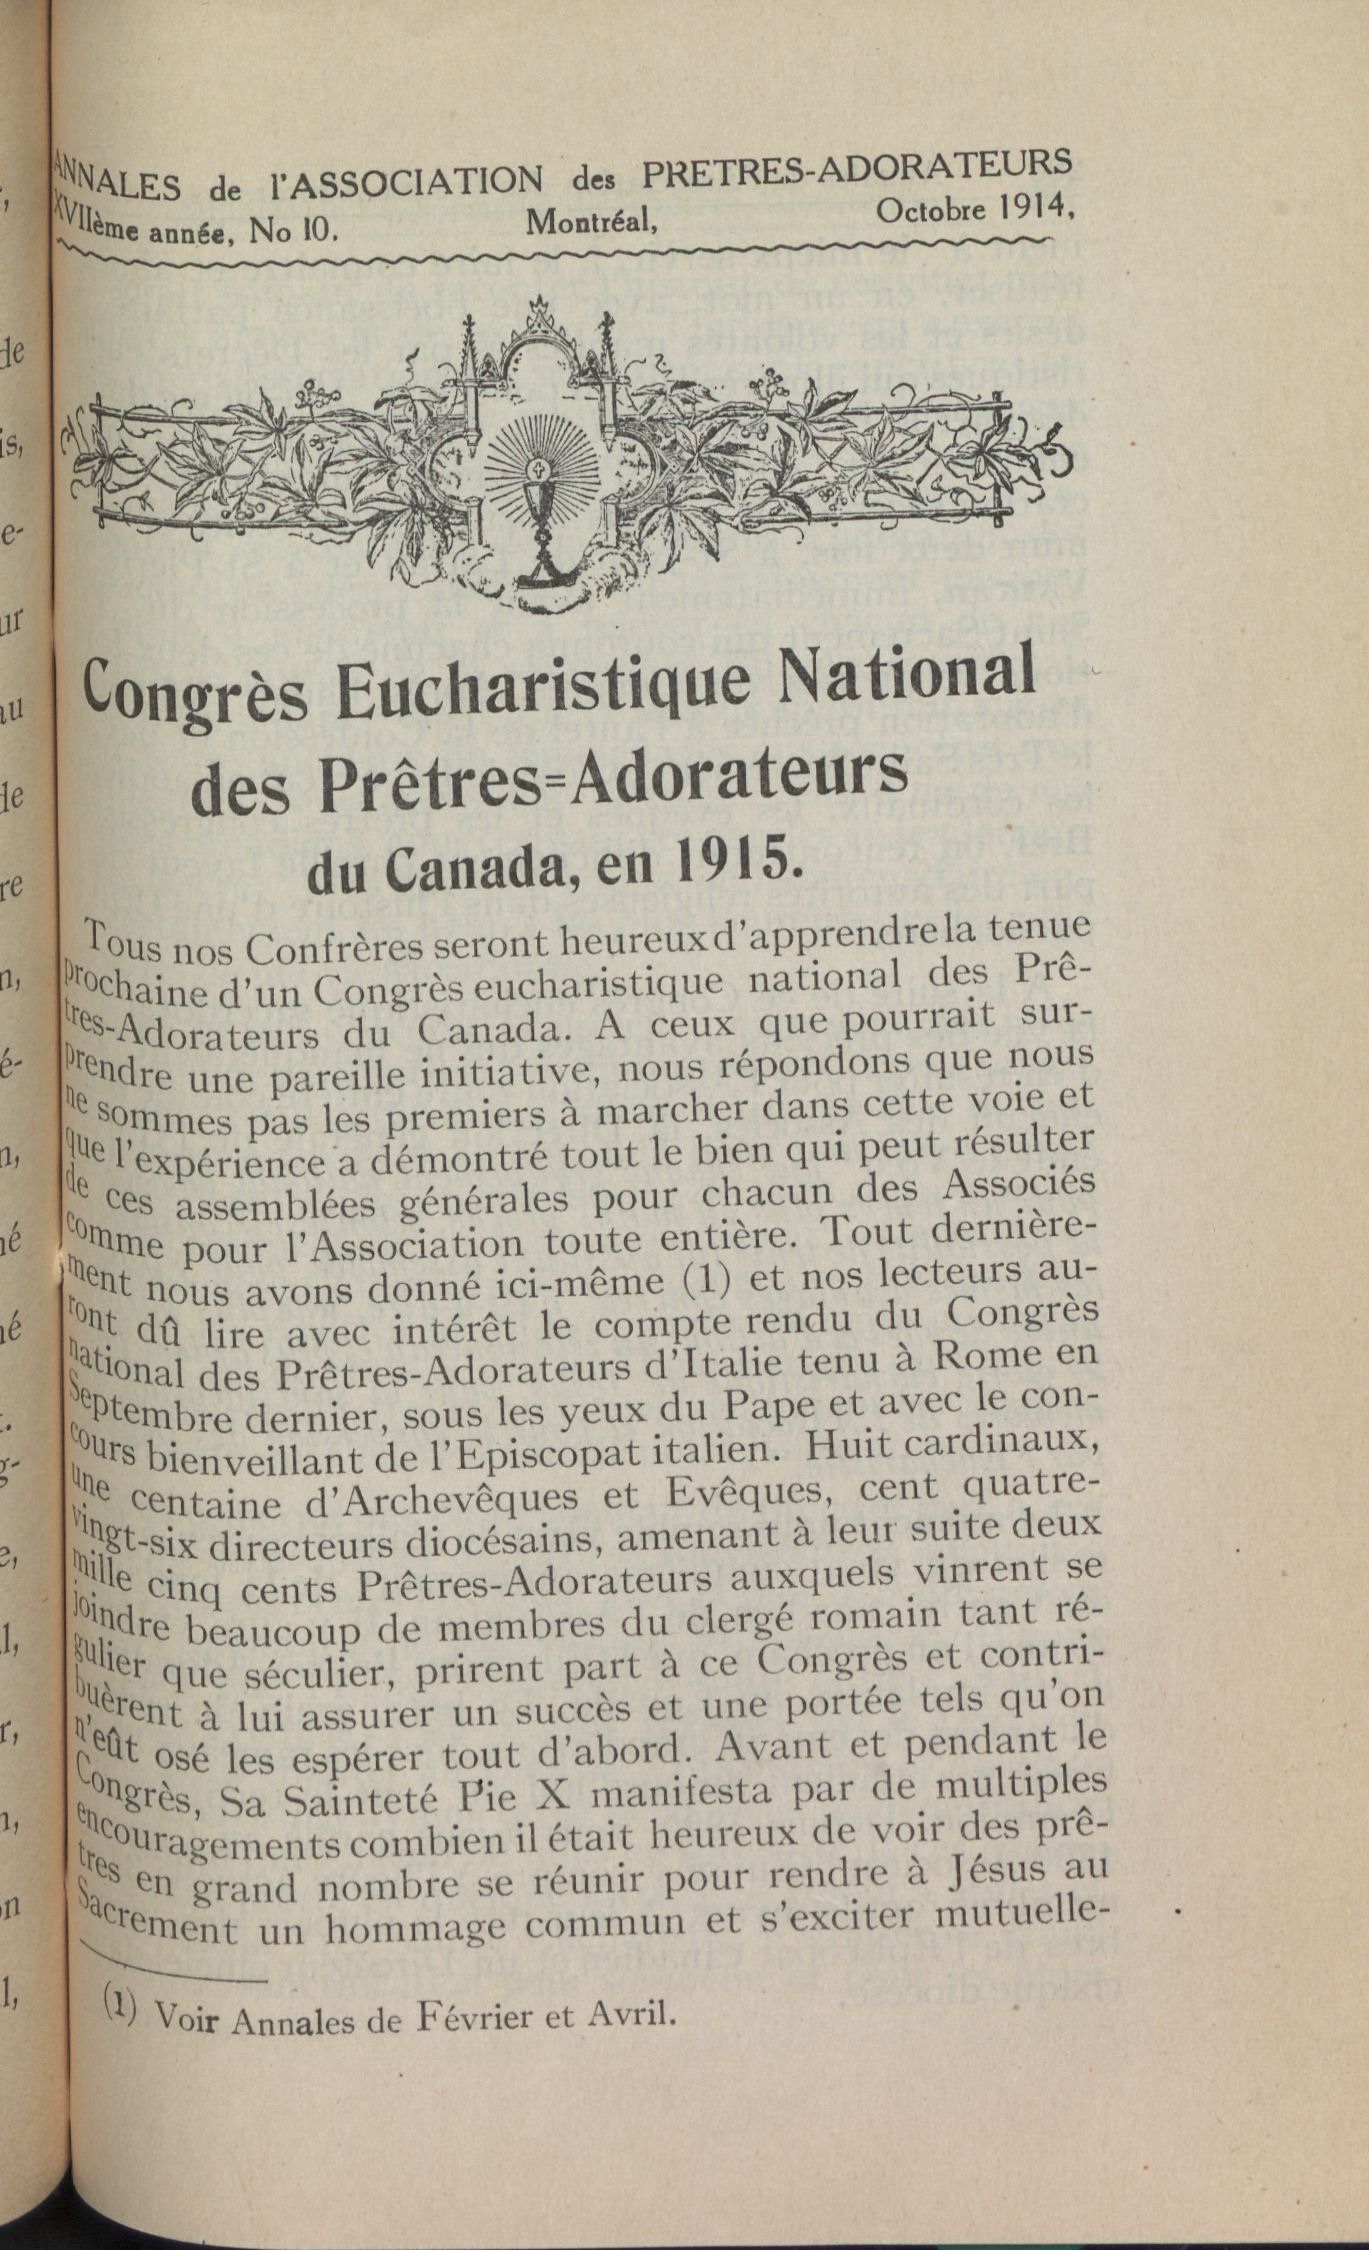 ANNALES de l'ASSOCIATION des PRETRES-ADORATEURS
XVIIème année, No 10. Montréal, Octobre 1914,
Congrès Eucharistique National
des Prêtres=Adorateurs
du Canada, en 1915.
Tous nos Confrères seront heureux d'apprendre la tenue
prochaine d'un Congrès eucharistique national des Prê-
tres-Adorateurs du Canada. A ceux que pourrait sur-
prendre une pareille initiative, nous répondons que nous
ne sommes pas les premiers à marcher dans cette voie et
que l'expérience a démontré tout le bien qui peut résulter
de ces assemblées générales pour chacun des Associés
comme pour l'Association toute entière. Tout dernière-
ment nous avons donné ici-même (1) et nos lecteurs au-
ront dû lire avec intérêt le compte rendu du Congrès
national des Prêtres-Adorateurs d'Italie tenu à Rome en
Septembre dernier, sous les yeux du Pape et avec le con-
cours bienveillant de l'Episcopat italien. Huit cardinaux,
une centaine d'Archevêques et Evêques, cent quatre-
vingt-six directeurs diocésains, amenant à leur suite deux
mille cinq cents Prêtres-Adorateurs auxquels vinrent se
joindre beaucoup de membres du clergé romain tant ré-
gulier que séculier, prirent part à ce Congrès et contri-
buèrent à lui assurer un succès et une portée tels qu'on
n'eût osé les espérer tout d'abord. Avant et pendant le
Congrès, Sa Sainteté Pie X manifesta par de multiples
encouragements combien il était heureux de voir des prê-
tres en grand nombre se réunir pour rendre à Jésus au
Sacrement un hommage commun et s'exciter mutuelle-
(1) Voir Annales de Février et Avril.